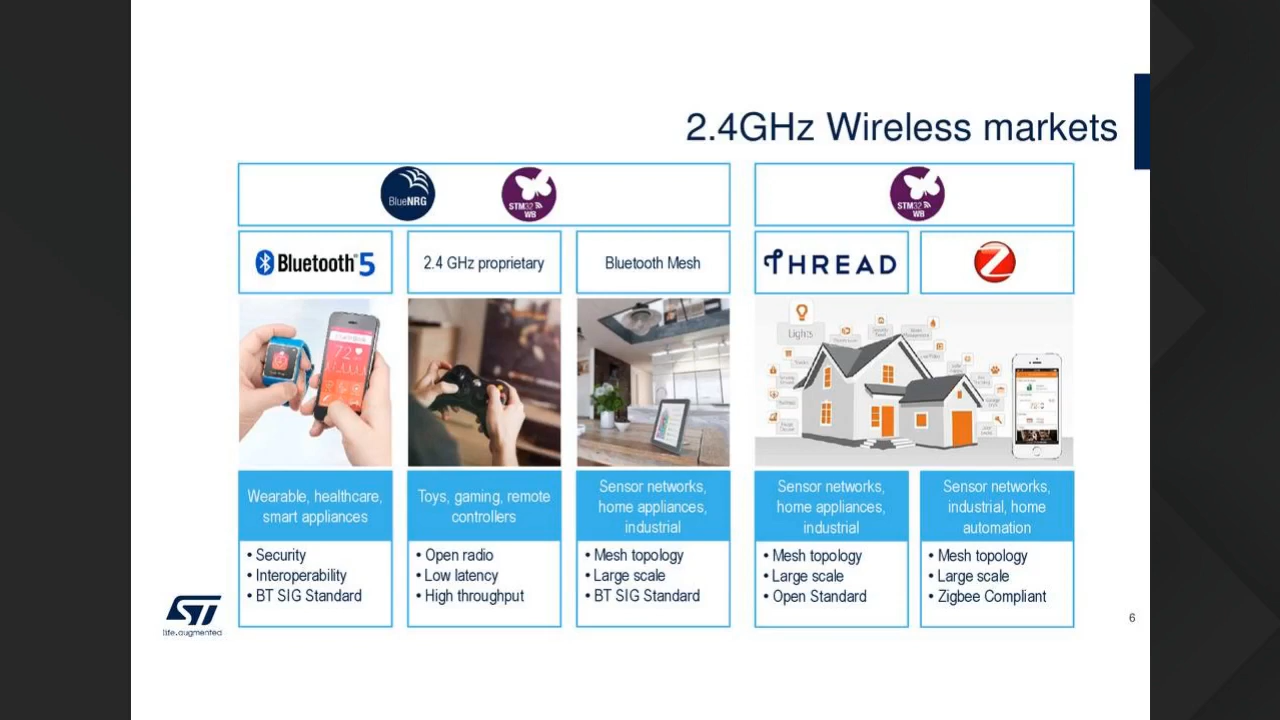 2.4GHz Wireless markets
BlueNRG
STM32
WB
STM32
WB
Bluetooth 5
2.4 GHz proprietary
Bluetooth Mesh
THREAD
Z
72
Lights
Wearable, healthcare,
smart appliances
Toys, gaming, remote
controllers
Sensor networks,
home appliances,
industrial
Sensor networks,
home appliances,
industrial
Sensor networks,
industrial, home
automation
• Security
• Interoperability
• BT SIG Standard
• Open radio
• Low latency
• High throughput
• Mesh topology
• Large scale
• BT SIG Standard
• Mesh topology
• Large scale
• Open Standard
• Mesh topology
• Large scale
• Zigbee Compliant
ST
life.augmented
6